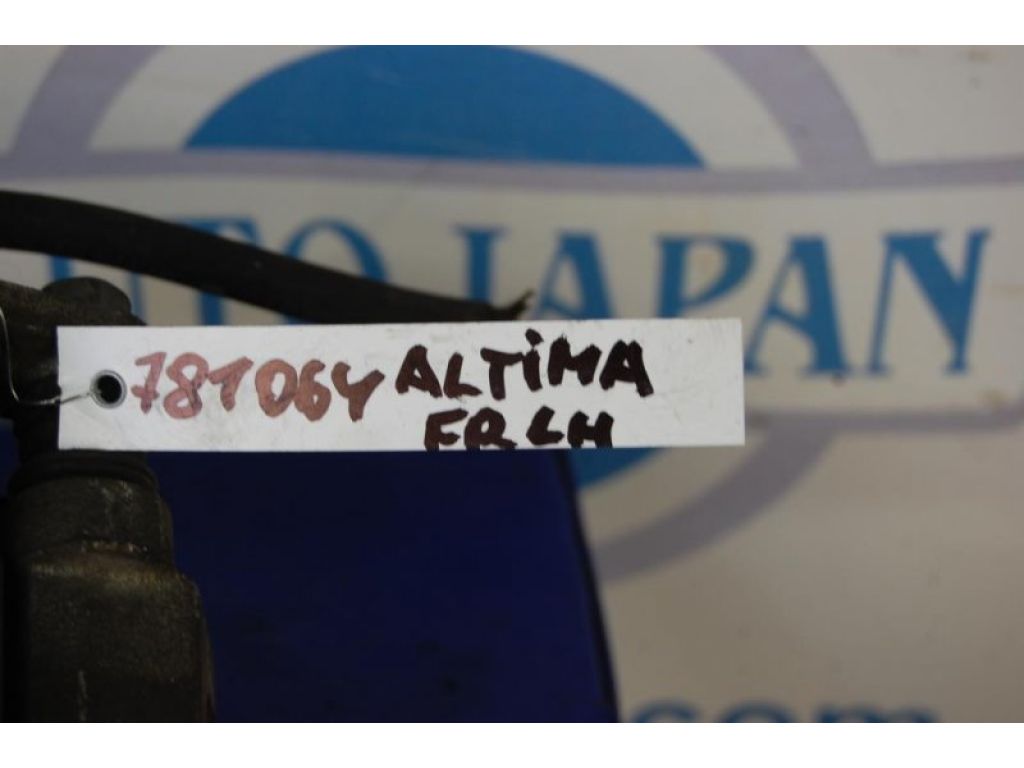 JAPAN
781064 ALTIMA
FR LH